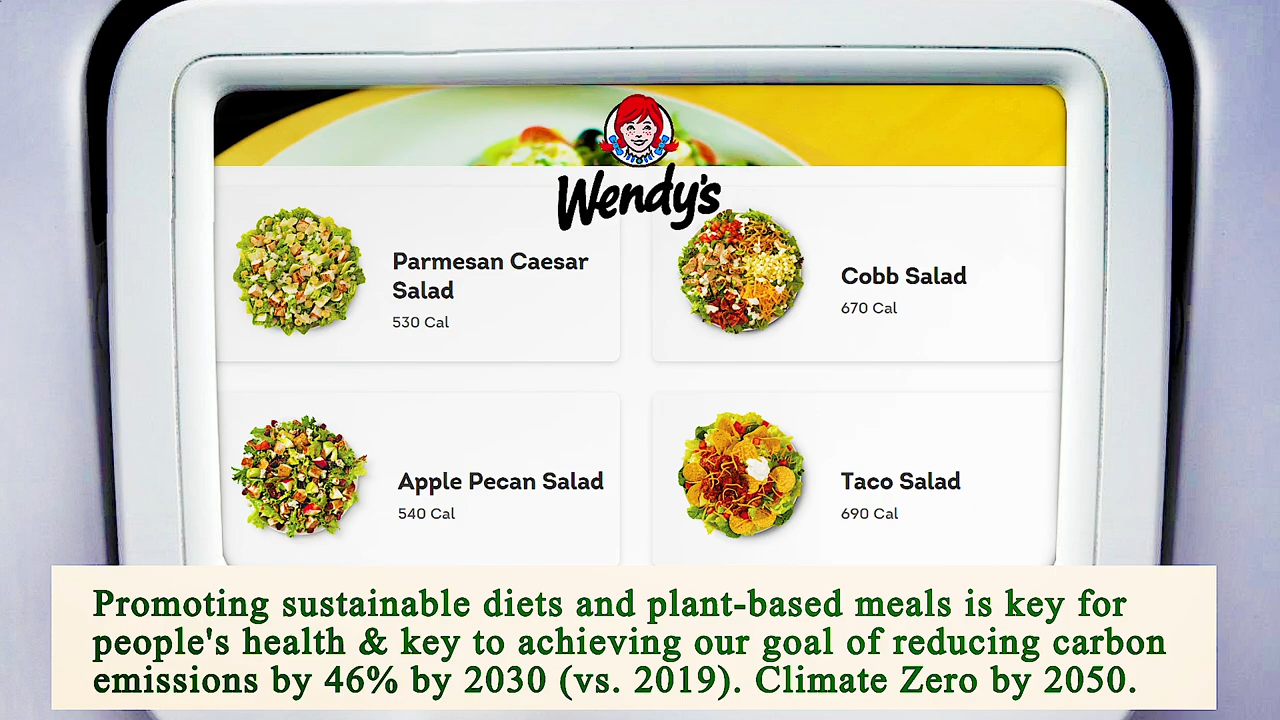 Wendy's
Parmesan Caesar
Salad
530 Cal
Cobb Salad
670 Cal
Apple Pecan Salad
540 Cal
Taco Salad
690 Cal
Promoting sustainable diets and plant-based meals is key for
people's health & key to achieving our goal of reducing carbon
emissions by 46% by 2030 (vs. 2019). Climate Zero by 2050.